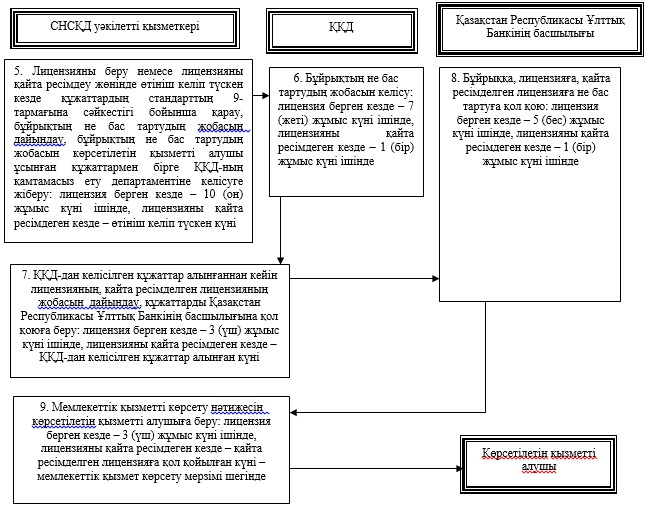 СНСҚД уәкілетті қызметкері
ҚҚД
Қазақстан Республикасы Ұлттық
Банкінің басшылығы
5. Лицензияны беру немесе лицензияны
қайта ресімдеу жөнінде өтініш келіп түскен
кезде құжаттардың стандарттың 9-
тармағына сәйкестігі бойынша қарау,
бұйрықтың не бас тартудың жобасын
дайындау, бұйрықтың не бас тартудың
жобасын көрсетілетін қызметті алушы
ұсынған құжаттармен бірге ҚҚД-ның
қамтамасыз ету департаментіне келісуге
жіберу: лицензия берген кезде – 10 (он)
жұмыс күні ішінде, лицензияны қайта
ресімдеген кезде – өтініш келіп түскен күні
6. Бұйрықтың не бас
тартудың жобасын келісу:
лицензия берген кезде – 7
(жеті) жұмыс күні ішінде,
лицензияны қайта
ресімдеген кезде – 1 (бір)
жұмыс күні ішінде
8. Бұйрыққа, лицензияға, қайта
ресімделген лицензияға не бас
тартуға қол қою: лицензия
берген кезде – 5 (бес) жұмыс
күні ішінде, лицензияны қайта
ресімдеген кезде – 1 (бір)
жұмыс күні ішінде
7. ҚҚД-дан келісілген құжаттар алынғаннан кейін
лицензияның, қайта ресімделген лицензияның
жобасын дайындау, құжаттарды Қазақстан
Республикасы Ұлттық Банкінің басшылығына қол
қоюға беру: лицензия берген кезде – 3 (үш) жұмыс
күні ішінде, лицензияны қайта ресімдеген кезде –
ҚҚД-дан келісілген құжаттар алынған күні
9. Мемлекеттік қызметті көрсету нәтижесін
көрсетілетін қызметті алушыға беру: лицензия
берген кезде – 3 (үш) жұмыс күні ішінде,
лицензияны қайта ресімдеген кезде – қайта
ресімделген лицензияға қол қойылған күні –
мемлекеттік қызмет көрсету мерзімі шегінде
Көрсетілетін қызметті
алушы